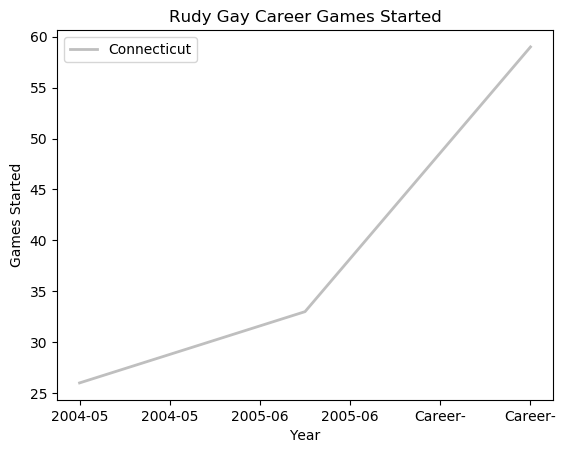 Rudy Gay Career Games Started
Connecticut
60
55
50
45
40
35
30
25
Games Started
2004-05 2004-05 2005-06 2005-06 Career- Career-
Year